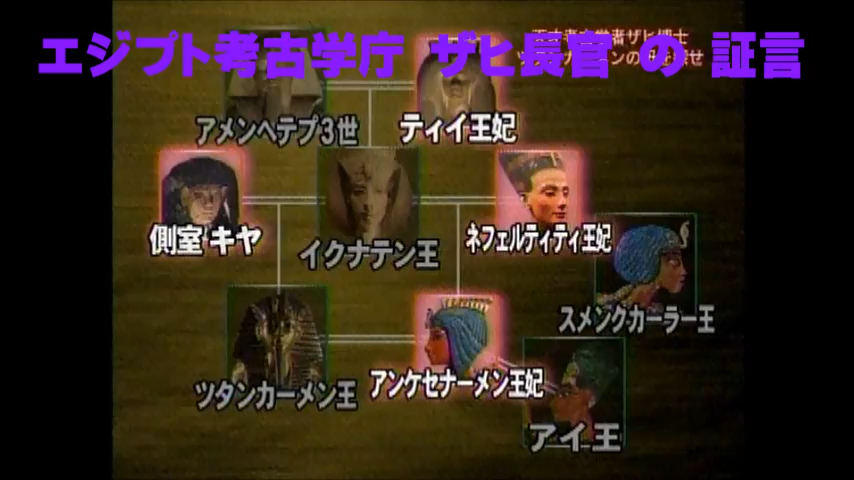 エジプト考古学庁 ザヒ長官 の 証言
アメンヘテプ3世
ティイ王妃
側室 キヤ
イクナテン王
ネフェルティティ王妃
スメンクカーラー王
ツタンカーメン王
アンケセナーメン王妃
アイ王